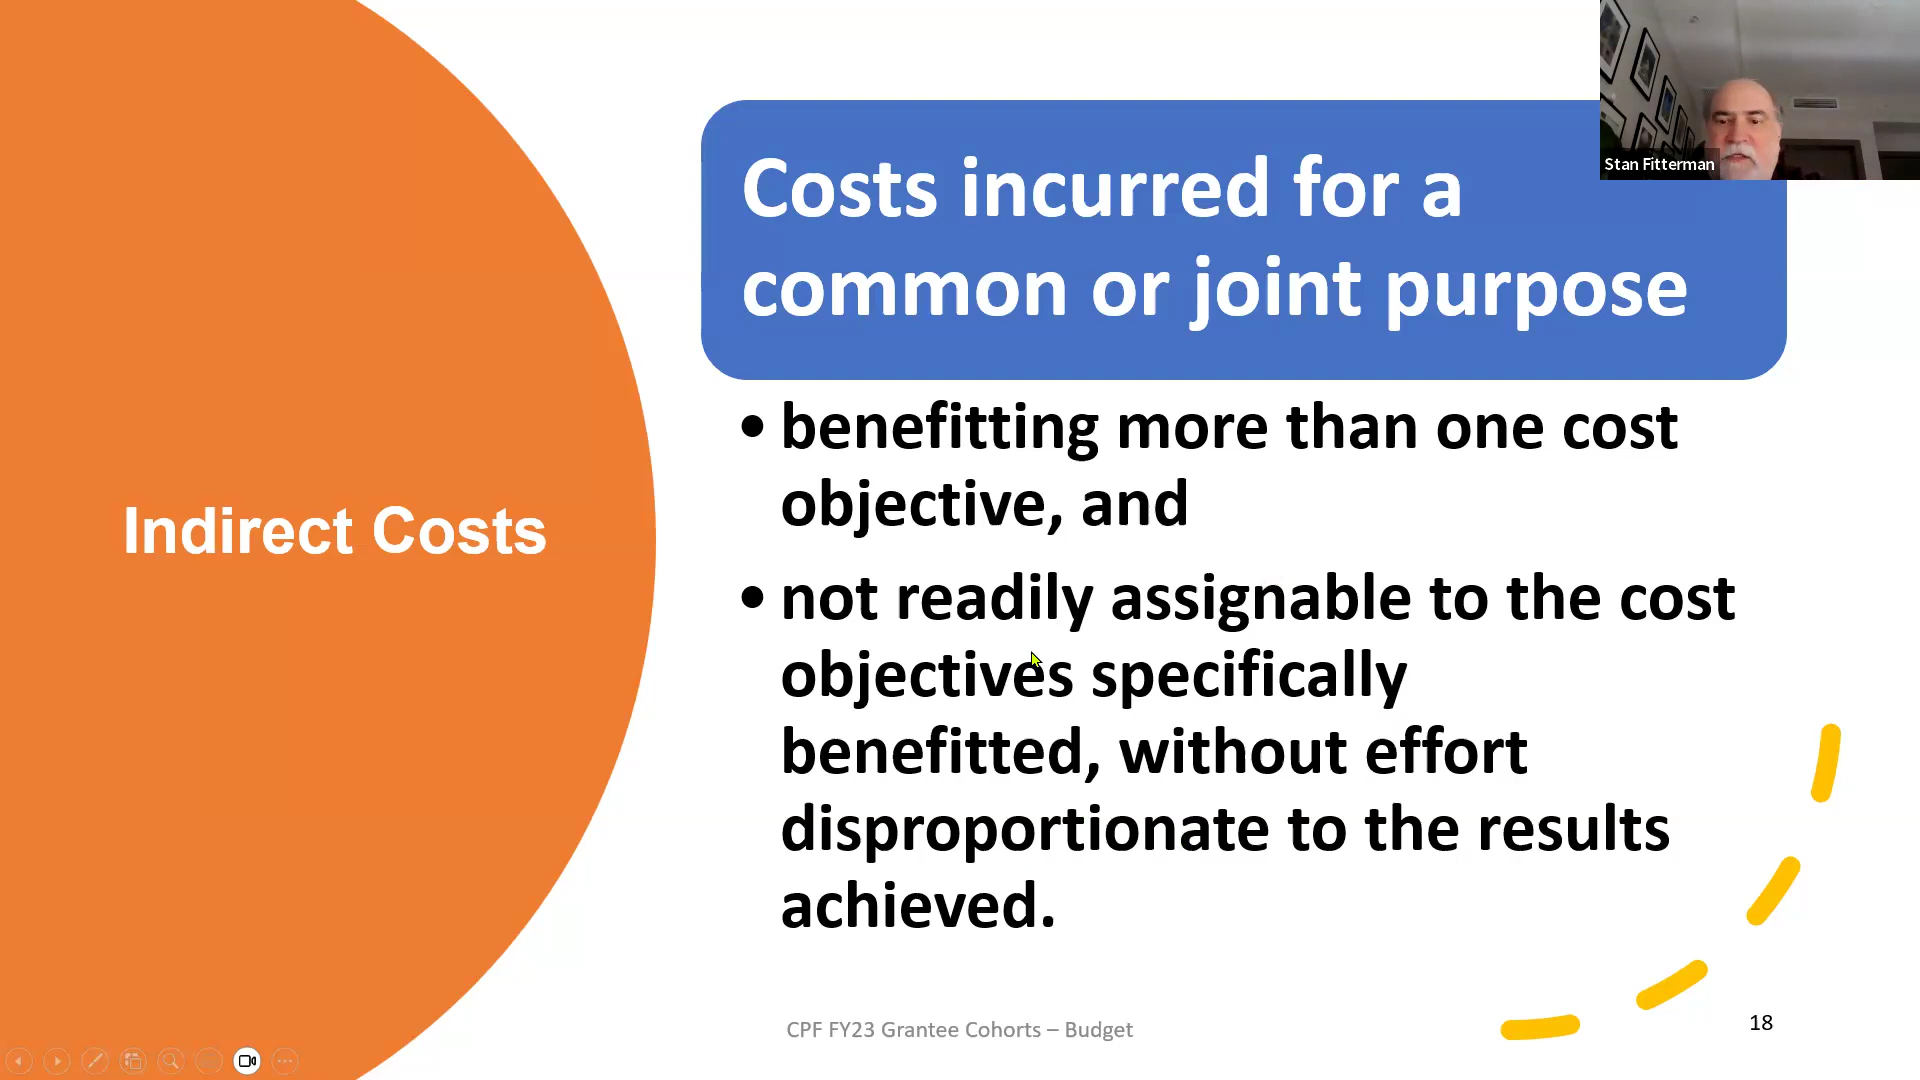 Stan Fitterman
Costs incurred for a
common or joint purpose
• benefitting more than one cost
objective, and
• not readily assignable to the cost
objectives specifically
benefitted, without effort
disproportionate to the results
achieved.
Indirect Costs
CPF FY23 Grantee Cohorts – Budget
18